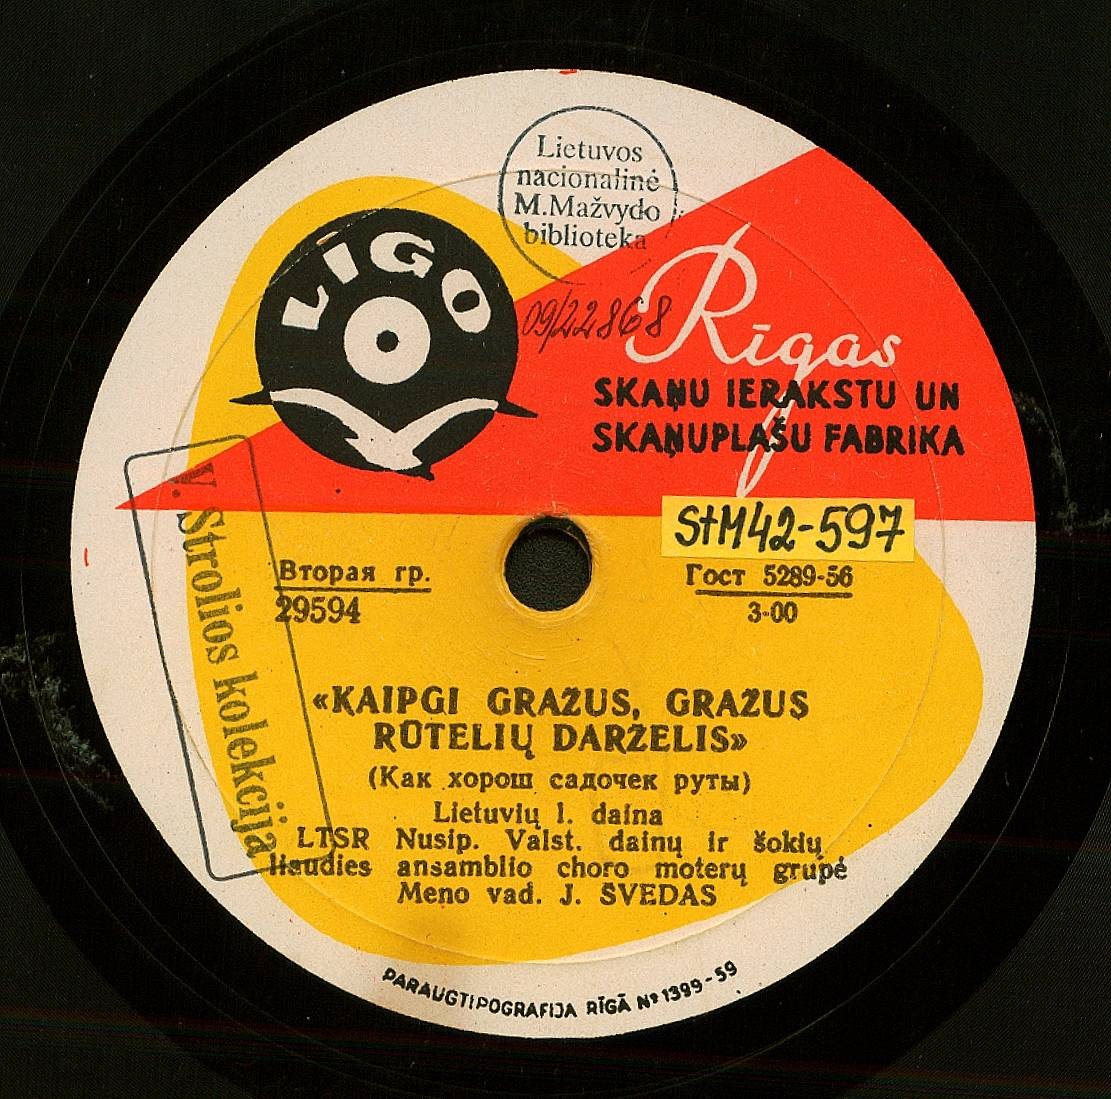 Lietuvos
nacionalinė
M.Mažvydo
biblioteka
LĪGO
09/22868
Rīgas
SKAŅU IERAKSTU UN
SKAŅUPLAŠU FABRIKA
StM42-597
V. Strolios kolekcija
Вторая гр.
29594
Гост 5289-56
3-00
«KAIPGI GRAŽUS, GRAŽUS
RŪTELIŲ DARŽELIS»
(Как хорош садочек руты)
Lietuvių l. daina
LTSR Nusip. Valst. dainų ir šokių
liaudies ansamblio choro moterų grupė
Meno vad. J. ŠVEDAS
PARAUGTIPOGRAFIJA RĪGĀ № 1399-59